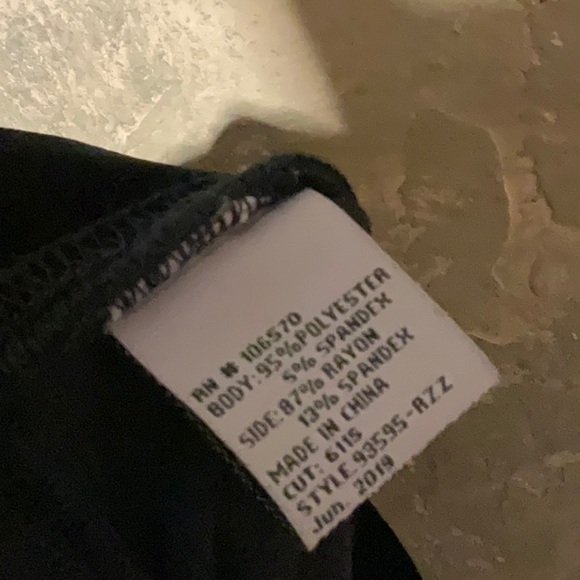 RN # 106570
BODY:95%POLYESTER
5% SPANDEX
SIDE:87% RAYON
13% SPANDEX
MADE IN CHINA
CUT: 6115
STYLE:93595-RZZ
Jun. 2019